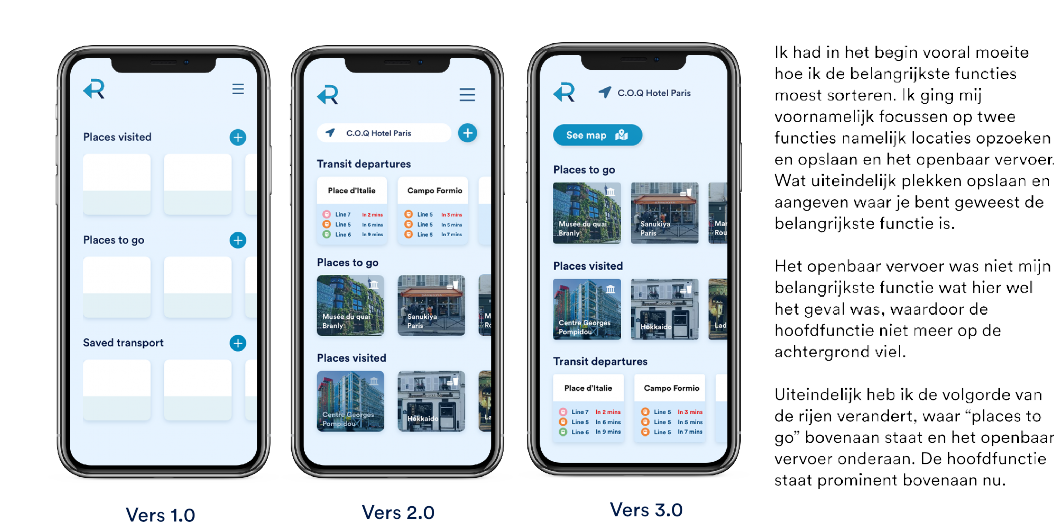 Places visited
Places to go
Saved transport
Vers 1.0
C.O.Q Hotel Paris
Transit departures
Place d'Italie
Line 7 In 2 mins
Line 5 In 6 mins
Line 6 In 9 mins
Campo Formio
Line 5 In 3 mins
Line 5 In 5 mins
Line 5 In 7 mins
Places to go
Musée du quai
Branly
Sanukiya
Paris
Places visited
Centre Georges
Pompidou
Hokkaido
Vers 2.0
C.O.Q Hotel Paris
See map
Places to go
Musée du quai
Branly
Sanukiya
Paris
Places visited
Centre Georges
Pompidou
Hokkaido
Transit departures
Place d'Italie
Line 7 In 2 mins
Line 5 In 6 mins
Line 6 In 9 mins
Campo Formio
Line 5 In 3 mins
Line 5 In 5 mins
Line 5 In 7 mins
Vers 3.0
Ik had in het begin vooral moeite
hoe ik de belangrijkste functies
moest sorteren. Ik ging mij
voornamelijk focussen op twee
functies namelijk locaties opzoeken
en opslaan en het openbaar vervoer.
Wat uiteindelijk plekken opslaan en
aangeven waar je bent geweest de
belangrijkste functie is.
Het openbaar vervoer was niet mijn
belangrijkste functie wat hier wel
het geval was, waardoor de
hoofdfunctie niet meer op de
achtergrond viel.
Uiteindelijk heb ik de volgorde van
de rijen verandert, waar “places to
go” bovenaan staat en het openbaar
vervoer onderaan. De hoofdfunctie
staat prominent bovenaan nu.